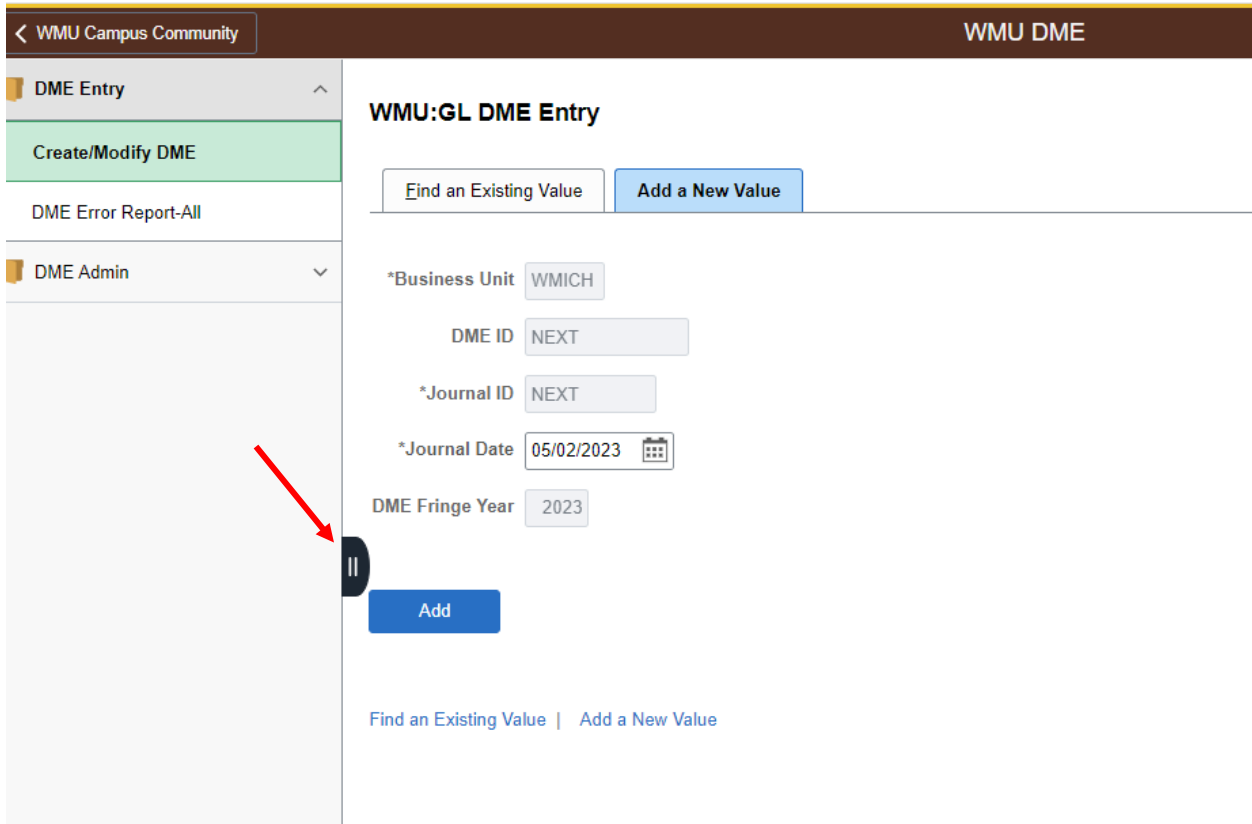 WMU Campus Community
WMU DME
DME Entry
Create/Modify DME
DME Error Report-All
DME Admin
WMU:GL DME Entry
Find an Existing Value
Add a New Value
*Business Unit WMICH
DME ID NEXT
*Journal ID NEXT
*Journal Date 05/02/2023
DME Fringe Year 2023
Add
Find an Existing Value | Add a New Value